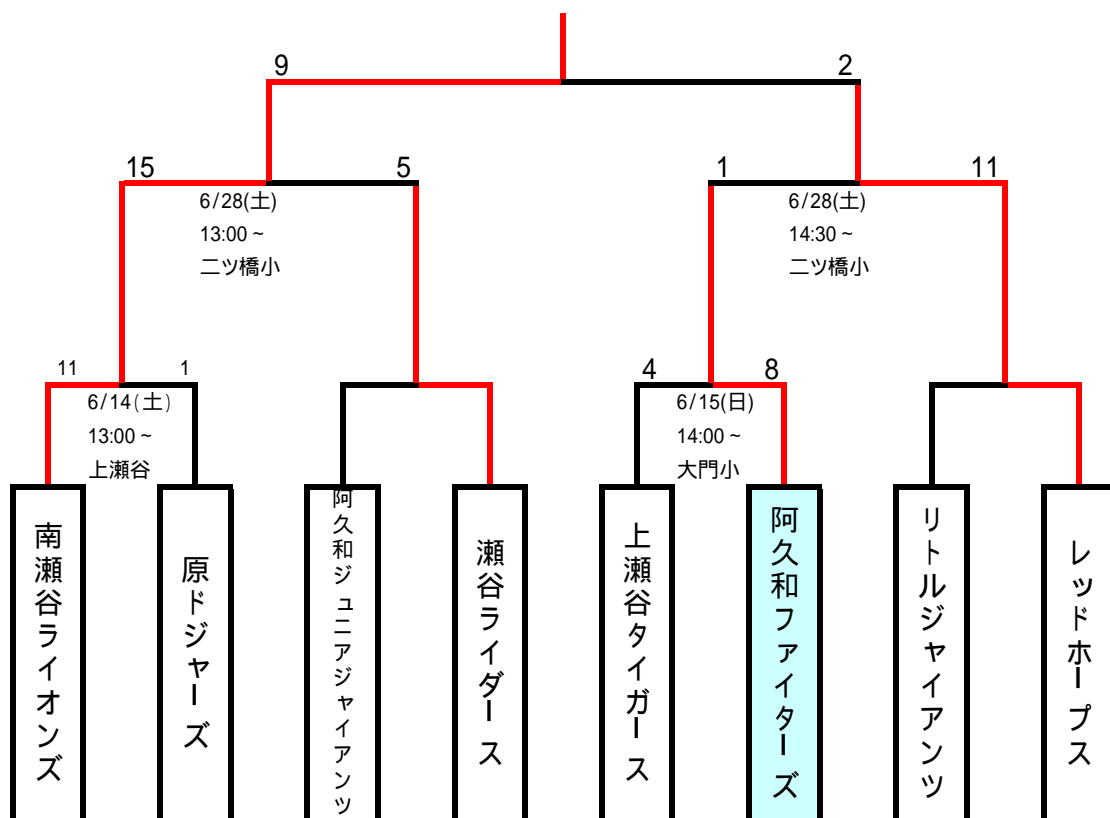 9
2
15
5
1
11
6/28(土)
13:00～
二ツ橋小
6/28(土)
14:30～
二ツ橋小
11
1
4
8
6/14(土)
13:00～
上瀬谷
6/15(日)
14:00～
大門小
南瀬谷ライオンズ
原ドジャーズ
阿久和ジュニアジャイアンツ
瀬谷ライダース
上瀬谷タイガース
阿久和ファイターズ
リトルジャイアンツ
レッドホープス